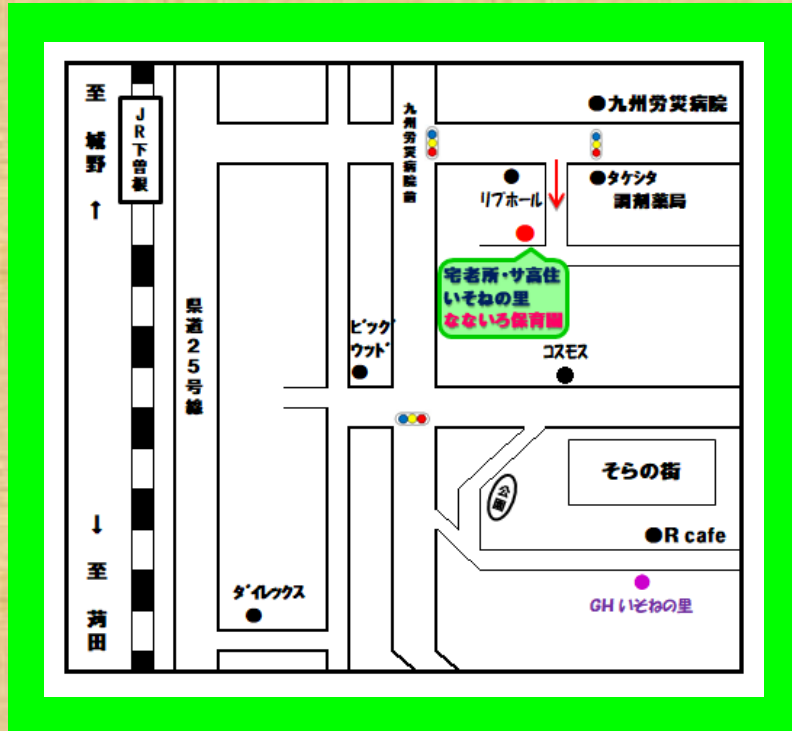 至 城野 ↑
JR下曽根
県道25号線
↓ 至 苅田
九州労災病院前
●九州労災病院
リブホール
●タケシタ
調剤薬局
宅老所・サ高住
いそねの里
なないろ保育園
ビッグ
ウッド
コスモス
そらの街
公園
●R cafe
GH いそねの里
ダイレックス